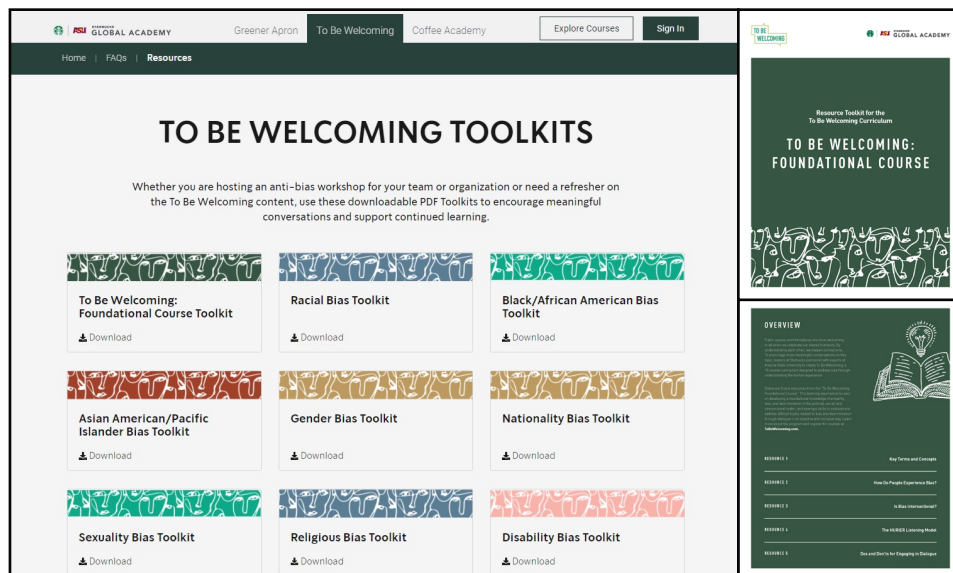 STARBUCKS
ASU GLOBAL ACADEMY
Greener Apron
To Be Welcoming
Coffee Academy
Explore Courses
Sign In
Home | FAQs | Resources
TO BE WELCOMING TOOLKITS
Whether you are hosting an anti-bias workshop for your team or organization or need a refresher on
the To Be Welcoming content, use these downloadable PDF Toolkits to encourage meaningful
conversations and support continued learning.
To Be Welcoming:
Foundational Course Toolkit
Download
Racial Bias Toolkit
Download
Black/African American Bias
Toolkit
Download
Asian American/Pacific
Islander Bias Toolkit
Download
Gender Bias Toolkit
Download
Nationality Bias Toolkit
Download
Sexuality Bias Toolkit
Download
Religious Bias Toolkit
Download
Disability Bias Toolkit
Download
TO BE
WELCOMING
ASU GLOBAL ACADEMY
Resource Toolkit for the
To Be Welcoming Curriculum
TO BE WELCOMING:
FOUNDATIONAL COURSE
OVERVIEW
ToBeWelcoming.com.
RESOURCE 1 Key Terms and Concepts
RESOURCE 2 How Do People Experience Bias?
RESOURCE 3 Is Bias Intersectional?
RESOURCE 4 The HURIER Listening Model
RESOURCE 5 Dos and Don'ts for Engaging in Dialogue